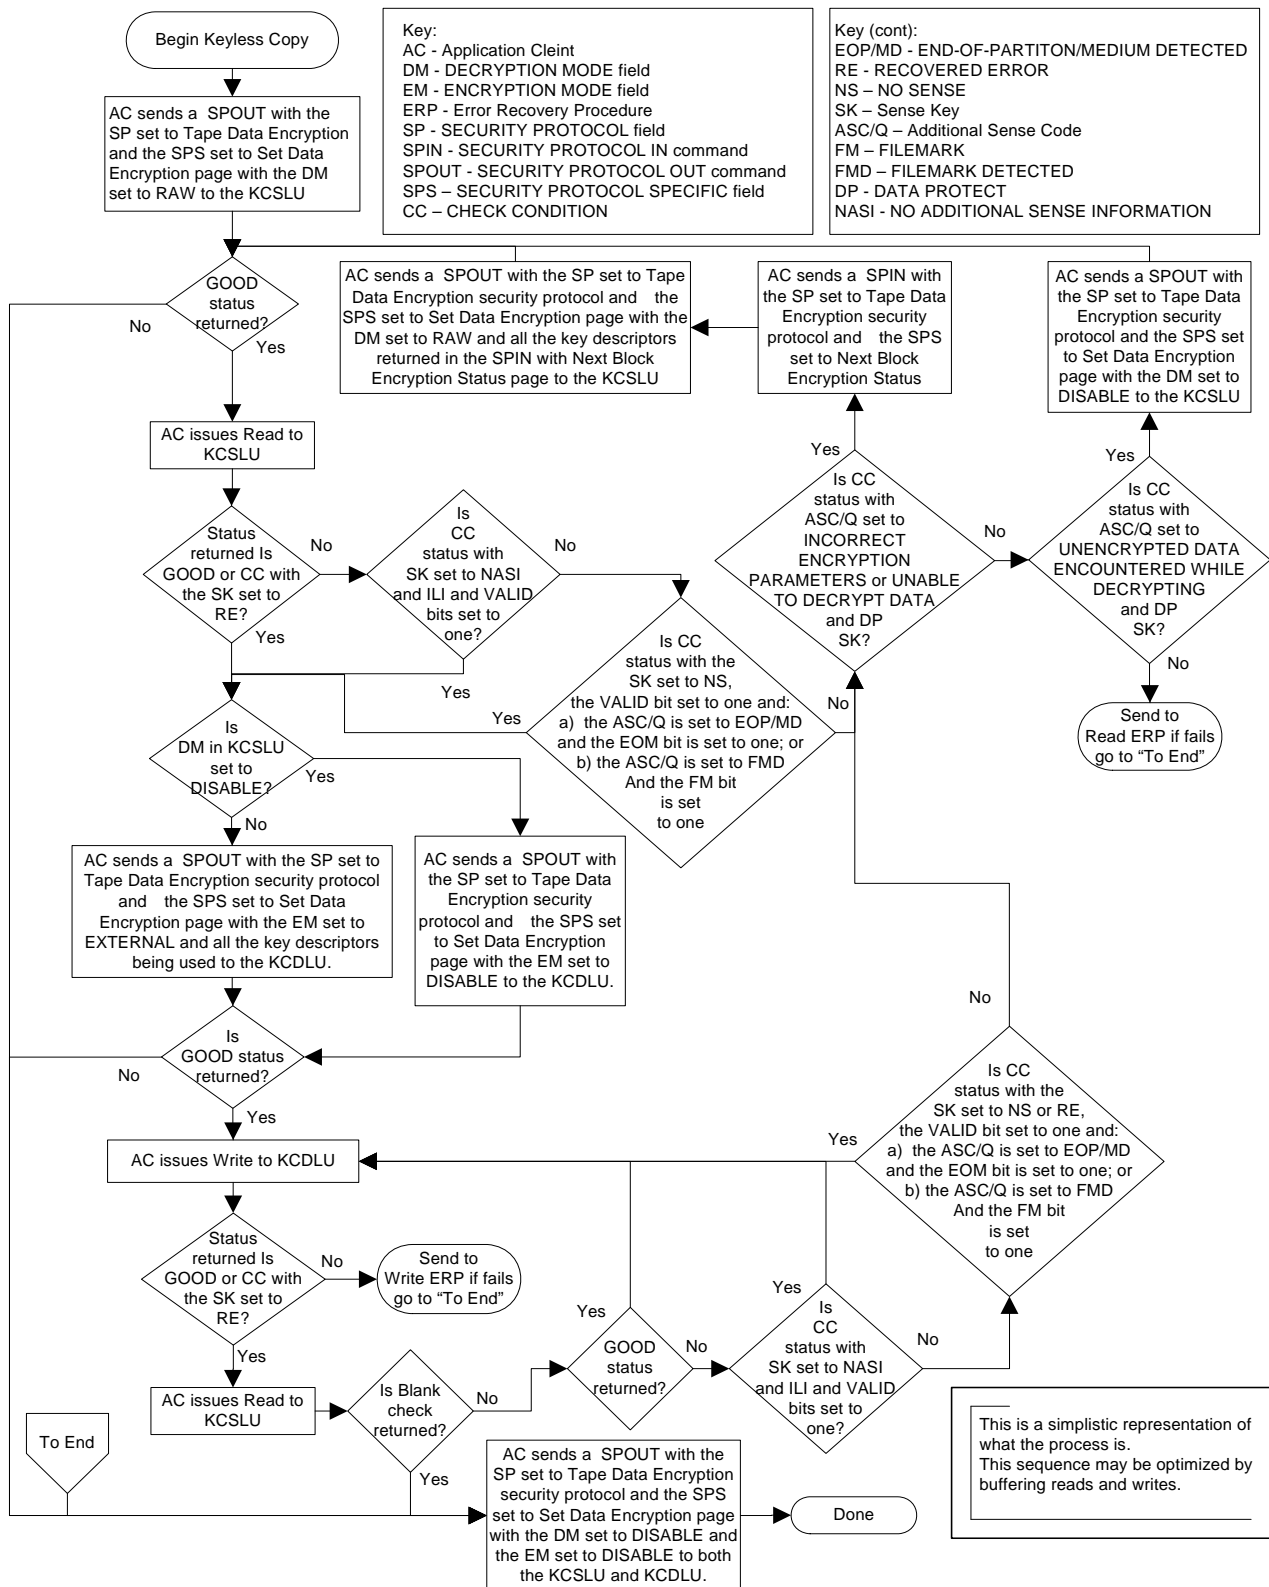 Begin Keyless Copy
Key:
AC - Application Cleint
DM - DECRYPTION MODE field
EM - ENCRYPTION MODE field
ERP - Error Recovery Procedure
SP - SECURITY PROTOCOL field
SPIN - SECURITY PROTOCOL IN command
SPOUT - SECURITY PROTOCOL OUT command
SPS – SECURITY PROTOCOL SPECIFIC field
CC – CHECK CONDITION
Key (cont):
EOP/MD - END-OF-PARTITON/MEDIUM DETECTED
RE - RECOVERED ERROR
NS – NO SENSE
SK – Sense Key
ASC/Q – Additional Sense Code
FM – FILEMARK
FMD - FILEMARK DETECTED
DP - DATA PROTECT
NASI - NO ADDITIONAL SENSE INFORMATION
AC sends a SPOUT with the
SP set to Tape Data Encryption
and the SPS set to Set Data
Encryption page with the DM
set to RAW to the KCSLU
GOOD
status
returned?
No
Yes
AC sends a SPOUT with the SP set to Tape
Data Encryption security protocol and the
SPS set to Set Data Encryption page with the
DM set to RAW and all the key descriptors
returned in the SPIN with Next Block
Encryption Status page to the KCSLU
AC sends a SPIN with
the SP set to Tape Data
Encryption security
protocol and the SPS
set to Next Block
Encryption Status
AC sends a SPOUT with
the SP set to Tape Data
Encryption security
protocol and the SPS set
to Set Data Encryption
page with the DM set to
DISABLE to the KCSLU
AC issues Read to
KCSLU
Yes
Yes
Status
returned Is
GOOD or CC with
the SK set to
RE?
No
Yes
Is
CC
status with
SK set to NASI
and ILI and VALID
bits set to
one?
No
Yes
Is CC
status with
ASC/Q set to
INCORRECT
ENCRYPTION
PARAMETERS or UNABLE
TO DECRYPT DATA
and DP
SK?
No
Is CC
status with
ASC/Q set to
UNENCRYPTED DATA
ENCOUNTERED WHILE
DECRYPTING
and DP
SK?
No
Is CC
status with the
SK set to NS,
the VALID bit set to one and:
a) the ASC/Q is set to EOP/MD
and the EOM bit is set to one; or
b) the ASC/Q is set to FMD
And the FM bit
is set
to one
Yes
No
Send to
Read ERP if fails
go to “To End”
Is
DM in KCSLU
set to
DISABLE?
Yes
No
AC sends a SPOUT with the SP set to
Tape Data Encryption security protocol
and the SPS set to Set Data
Encryption page with the EM set to
EXTERNAL and all the key descriptors
being used to the KCDLU.
AC sends a SPOUT with
the SP set to Tape Data
Encryption security
protocol and the SPS set
to Set Data Encryption
page with the EM set to
DISABLE to the KCDLU.
Is
GOOD status
returned?
No
Yes
No
Is CC
status with the
SK set to NS or RE,
the VALID bit set to one and:
a) the ASC/Q is set to EOP/MD
and the EOM bit is set to one; or
b) the ASC/Q is set to FMD
And the FM bit
is set
to one
Yes
AC issues Write to KCDLU
Status
returned Is
GOOD or CC with
the SK set to
RE?
No
Yes
Send to
Write ERP if fails
go to “To End”
Yes
GOOD
status
returned?
No
Yes
Is
CC
status with
SK set to NASI
and ILI and VALID
bits set to
one?
No
AC issues Read to
KCSLU
Is Blank
check
returned?
No
Yes
To End
AC sends a SPOUT with the
SP set to Tape Data Encryption
security protocol and the SPS
set to Set Data Encryption page
with the DM set to DISABLE and
the EM set to DISABLE to both
the KCSLU and KCDLU.
Done
This is a simplistic representation of
what the process is.
This sequence may be optimized by
buffering reads and writes.